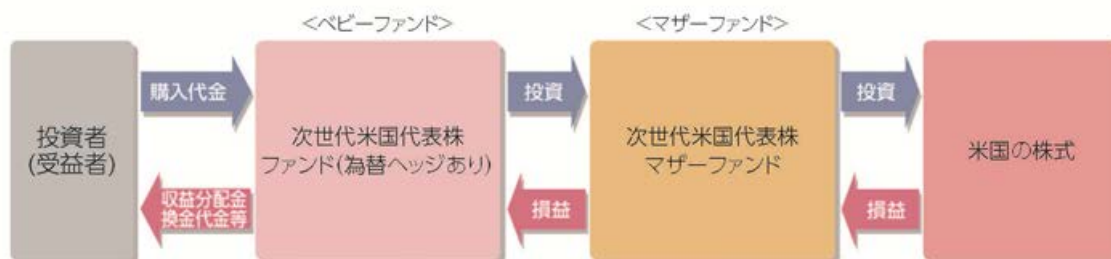 <ベビーファンド>
<マザーファンド>
投資者
(受益者)
購入代金
収益分配金
換金代金等
次世代米国代表株
ファンド(為替ヘッジあり)
投資
損益
次世代米国代表株
マザーファンド
投資
損益
米国の株式